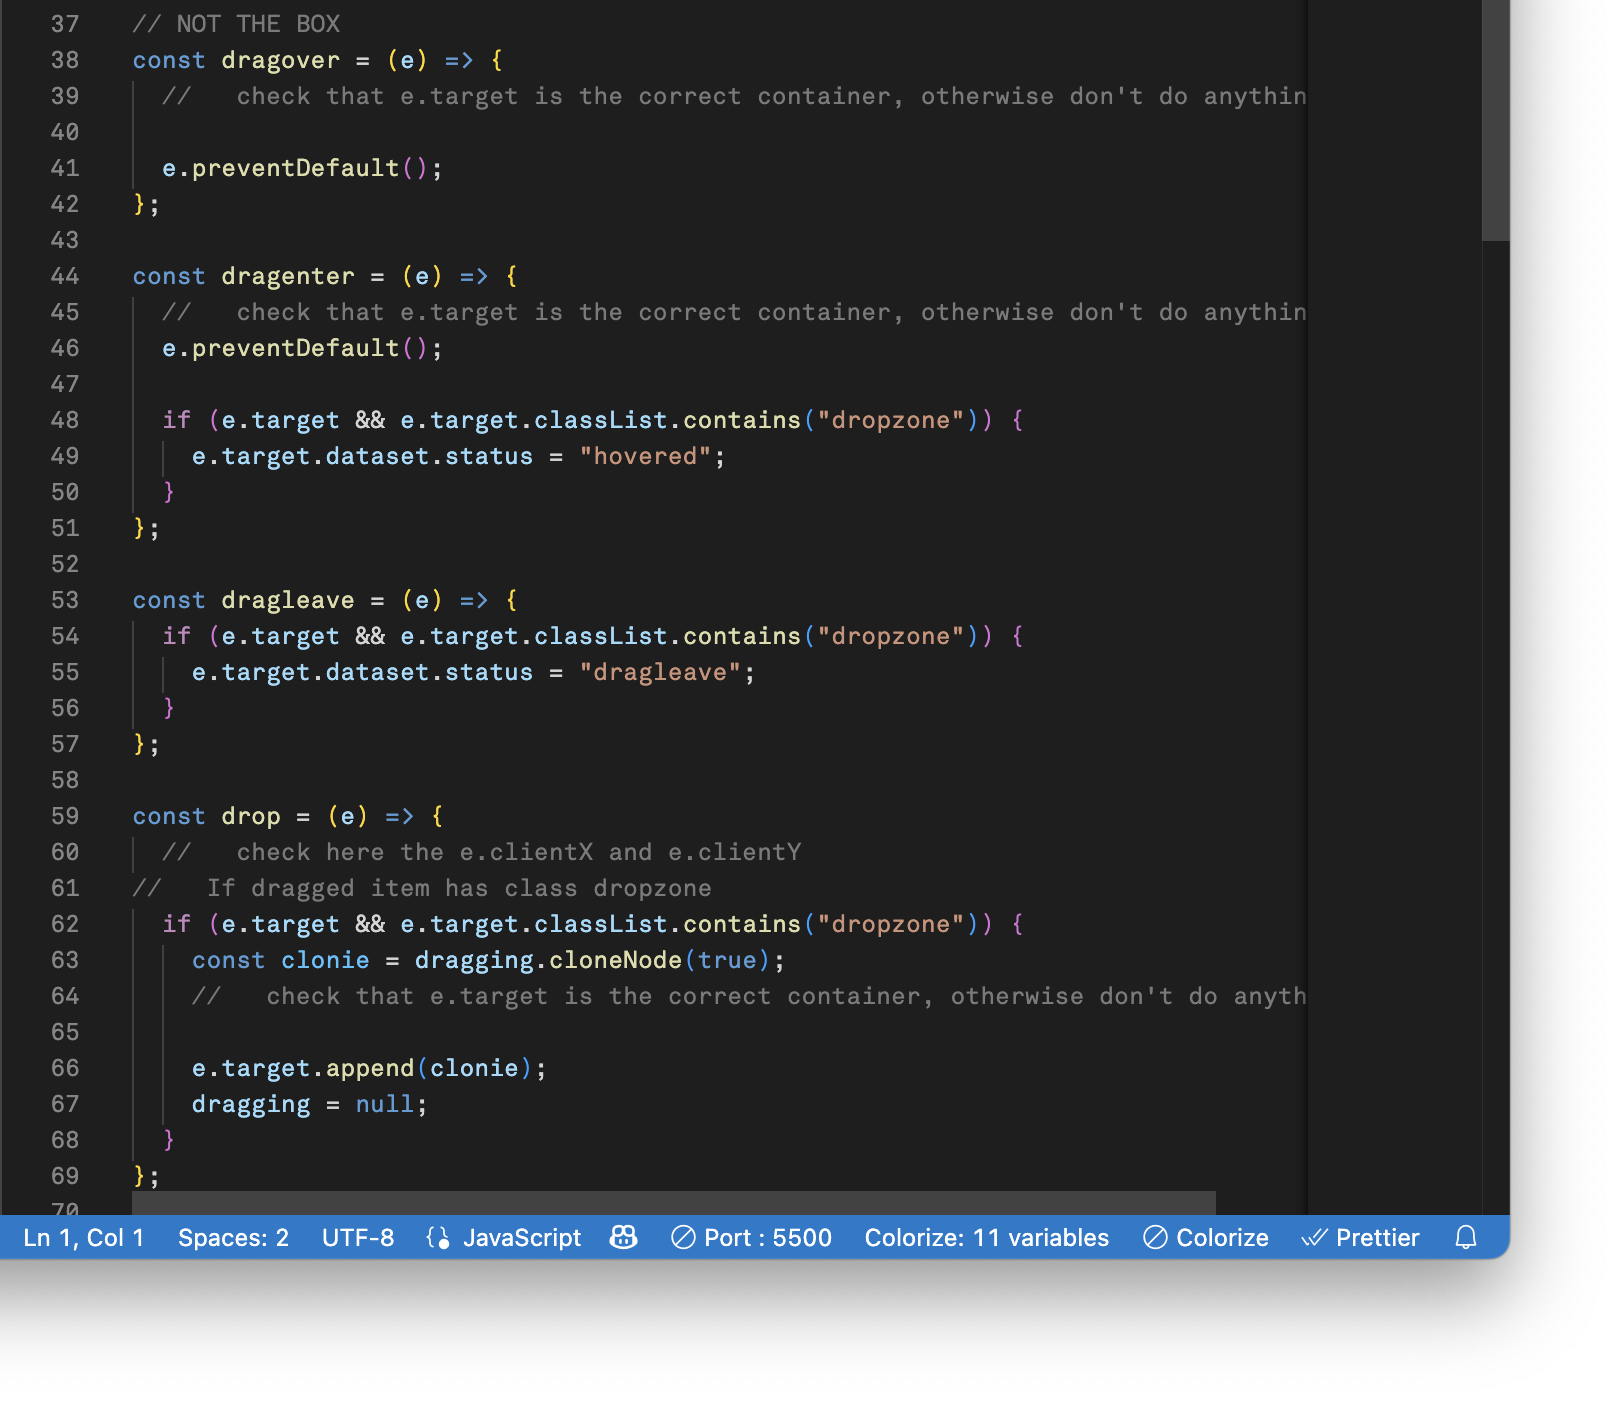 37 // NOT THE BOX
38 const dragover = (e) => {
39 // check that e.target is the correct container, otherwise don't do anythin
40
41 e.preventDefault();
42 };
43
44 const dragenter = (e) => {
45 // check that e.target is the correct container, otherwise don't do anythin
46 e.preventDefault();
47
48 if (e.target && e.target.classList.contains("dropzone")) {
49 e.target.dataset.status = "hovered";
50 }
51 };
52
53 const dragleave = (e) => {
54 if (e.target && e.target.classList.contains("dropzone")) {
55 e.target.dataset.status = "dragleave";
56 }
57 };
58
59 const drop = (e) => {
60 // check here the e.clientX and e.clientY
61 // If dragged item has class dropzone
62 if (e.target && e.target.classList.contains("dropzone")) {
63 const clonie = dragging.cloneNode(true);
64 // check that e.target is the correct container, otherwise don't do anyth
65
66 e.target.append(clonie);
67 dragging = null;
68 }
69 };
70
Ln 1, Col 1 Spaces: 2 UTF-8 JavaScript Port : 5500 Colorize: 11 variables Colorize Prettier